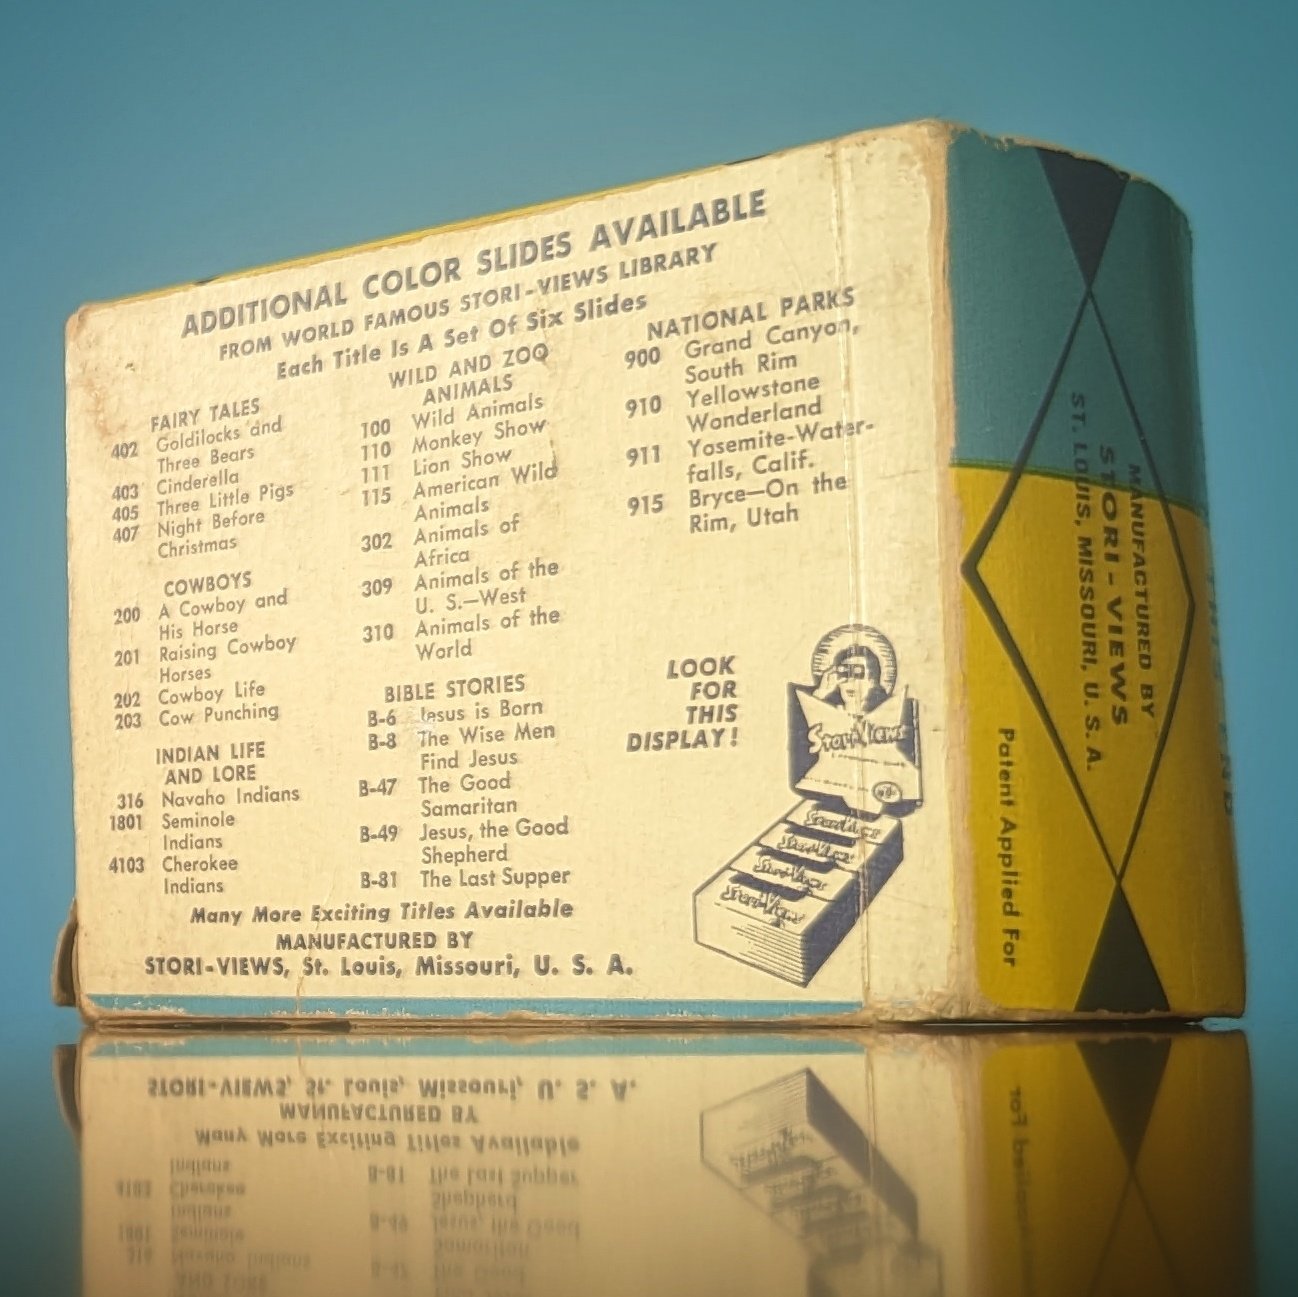 ADDITIONAL COLOR SLIDES AVAILABLE
FROM WORLD FAMOUS STORI-VIEWS LIBRARY
Each Title Is A Set Of Six Slides
FAIRY TALES
402 Goldilocks and
Three Bears
403 Cinderella
405 Three Little Pigs
407 Night Before
Christmas
COWBOYS
200 A Cowboy and
His Horse
201 Raising Cowboy
Horses
202 Cowboy Life
203 Cow Punching
INDIAN LIFE
AND LORE
316 Navaho Indians
1801 Seminole
Indians
4103 Cherokee
Indians
WILD AND ZOO
ANIMALS
100 Wild Animals
110 Monkey Show
111 Lion Show
115 American Wild
Animals
302 Animals of
Africa
309 Animals of the
U. S.—West
310 Animals of the
World
BIBLE STORIES
B-6 Jesus is Born
B-8 The Wise Men
Find Jesus
B-47 The Good
Samaritan
B-49 Jesus, the Good
Shepherd
B-81 The Last Supper
NATIONAL PARKS
900 Grand Canyon,
South Rim
910 Yellowstone
Wonderland
911 Yosemite-Water-
falls, Calif.
915 Bryce—On the
Rim, Utah
LOOK
FOR
THIS
DISPLAY!
Stori-Views
Many More Exciting Titles Available
MANUFACTURED BY
STORI-VIEWS, St. Louis, Missouri, U. S. A.
MANUFACTURED BY
STORI-VIEWS
ST. LOUIS, MISSOURI, U. S. A.
Patent Applied For